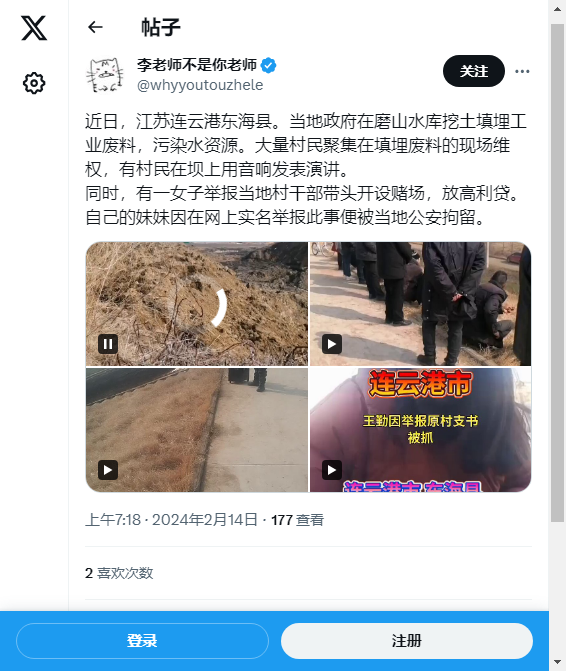 帖子
李老师不是你老师
关注
@whyyoutouzhele
近日，江苏连云港东海县。当地政府在磨山水库挖土填埋工
业废料，污染水资源。大量村民聚集在填埋废料的现场维
权，有村民在坝上用音响发表演讲。
同时，有一女子举报当地村干部带头开设赌场，放高利贷。
自己的妹妹因在网上实名举报此事便被当地公安拘留。
连云港市
王勤因举报原村支书
被抓
连云港市 东海县
上午7:18 · 2024年2月14日 · 177 查看
2 喜欢次数
登录
注册